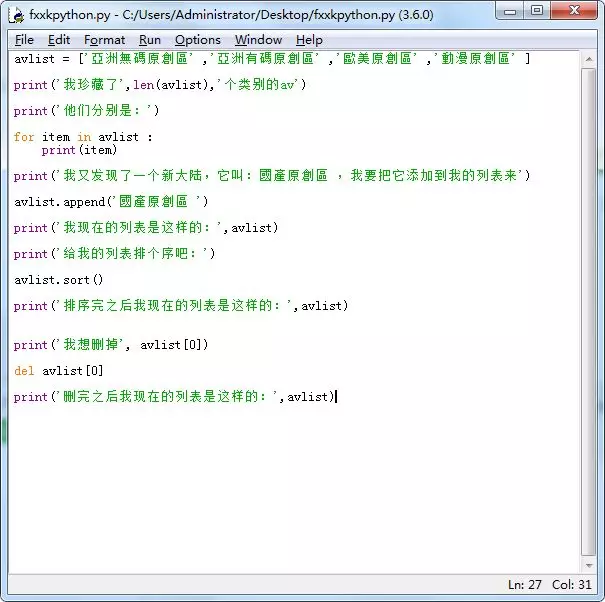 fxxkpython.py - C:/Users/Administrator/Desktop/fxxkpython.py (3.6.0)
File Edit Format Run Options Window Help
avlist = ['亞洲無碼原創區' ,'亞洲有碼原創區' ,'歐美原創區' ,'動漫原創區' ]
print('我珍藏了',len(avlist),'个类别的av')
print('他们分别是：')
for item in avlist :
    print(item)
print('我又发现了一个新大陆，它叫：國產原創區 ，我要把它添加到我的列表来')
avlist.append('國產原創區 ')
print('我现在的列表是这样的：',avlist)
print('给我的列表排个序吧：')
avlist.sort()
print('排序完之后我现在的列表是这样的：',avlist)
print('我想删掉', avlist[0])
del avlist[0]
print('删完之后我现在的列表是这样的：',avlist)
Ln: 27 Col: 31